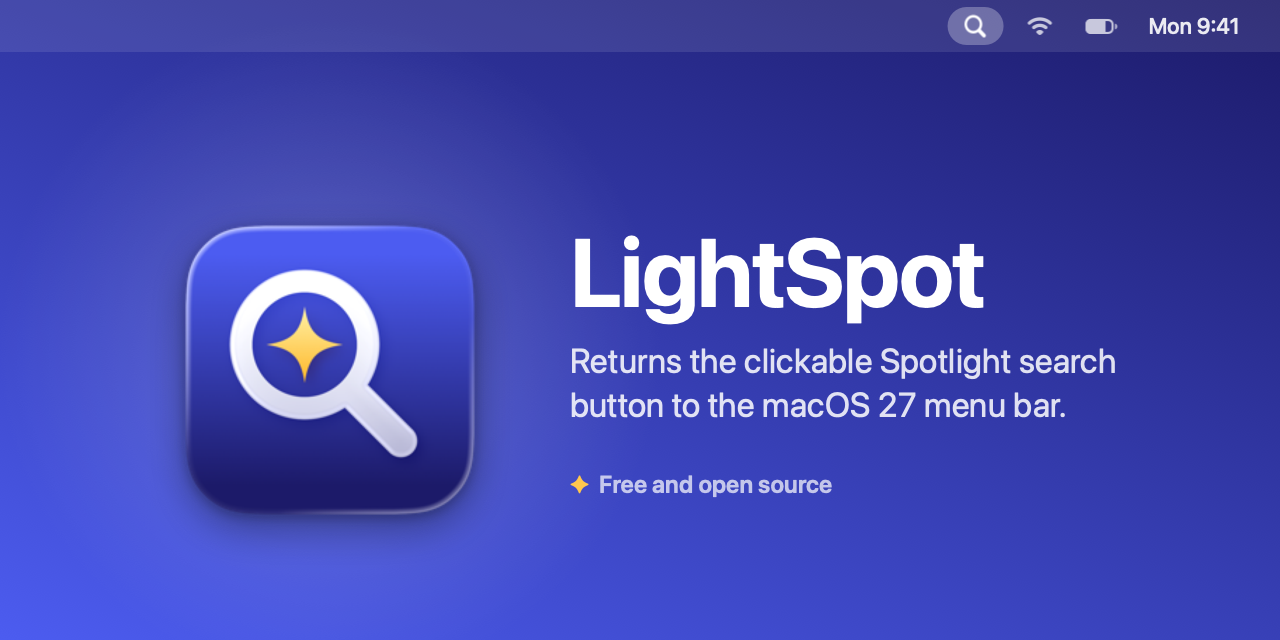 Mon 9:41
LightSpot
Returns the clickable Spotlight search
button to the macOS 27 menu bar.
Free and open source